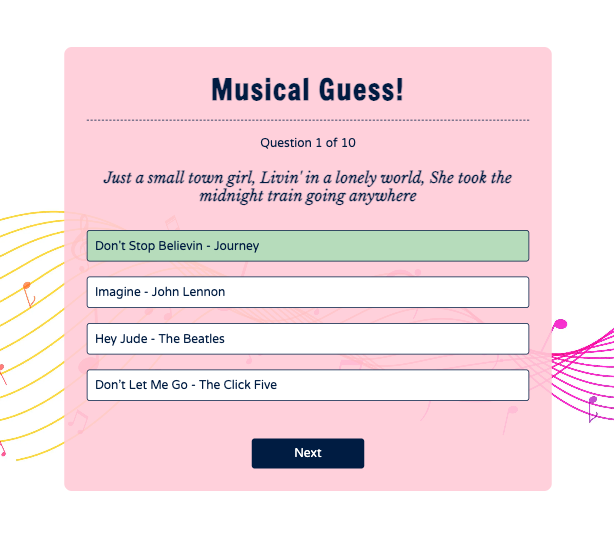 Musical Guess!
Question 1 of 10
Just a small town girl, Livin' in a lonely world, She took the
midnight train going anywhere
Don't Stop Believin - Journey
Imagine - John Lennon
Hey Jude - The Beatles
Don't Let Me Go - The Click Five
Next